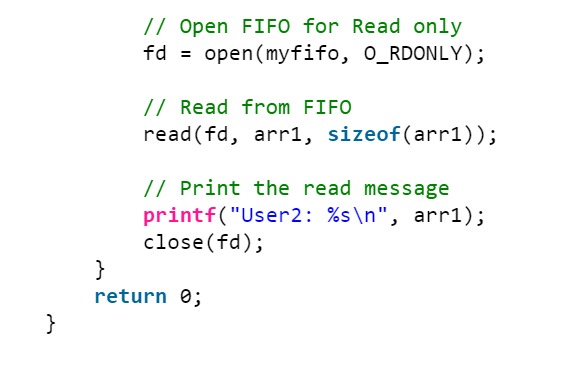 // Open FIFO for Read only
fd = open(myfifo, O_RDONLY);
// Read from FIFO
read(fd, arr1, sizeof(arr1));
// Print the read message
printf("User2: %s\n", arr1);
close(fd);
}
return 0;
}